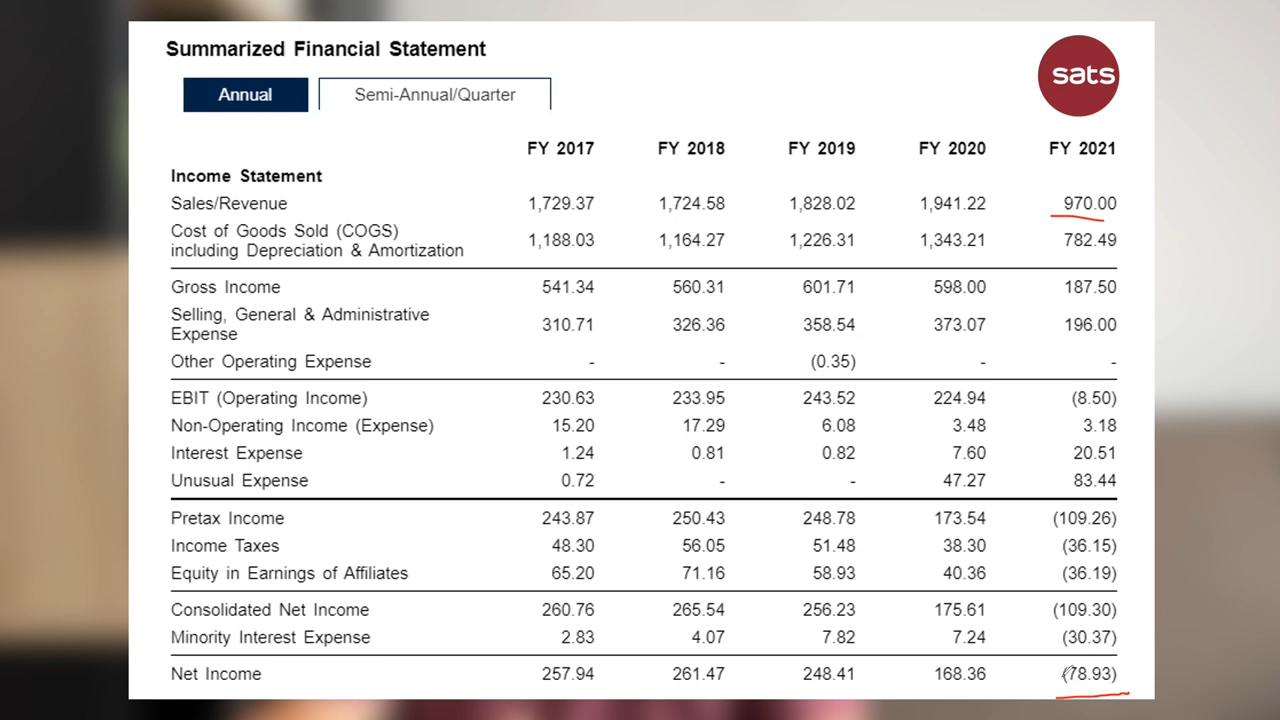 Summarized Financial Statement
sats
Annual Semi-Annual/Quarter
FY 2017 FY 2018 FY 2019 FY 2020 FY 2021
Income Statement
Sales/Revenue 1,729.37 1,724.58 1,828.02 1,941.22 970.00
Cost of Goods Sold (COGS)
including Depreciation & Amortization 1,188.03 1,164.27 1,226.31 1,343.21 782.49
Gross Income 541.34 560.31 601.71 598.00 187.50
Selling, General & Administrative
Expense 310.71 326.36 358.54 373.07 196.00
Other Operating Expense - - (0.35) - -
EBIT (Operating Income) 230.63 233.95 243.52 224.94 (8.50)
Non-Operating Income (Expense) 15.20 17.29 6.08 3.48 3.18
Interest Expense 1.24 0.81 0.82 7.60 20.51
Unusual Expense 0.72 - - 47.27 83.44
Pretax Income 243.87 250.43 248.78 173.54 (109.26)
Income Taxes 48.30 56.05 51.48 38.30 (36.15)
Equity in Earnings of Affiliates 65.20 71.16 58.93 40.36 (36.19)
Consolidated Net Income 260.76 265.54 256.23 175.61 (109.30)
Minority Interest Expense 2.83 4.07 7.82 7.24 (30.37)
Net Income 257.94 261.47 248.41 168.36 (78.93)